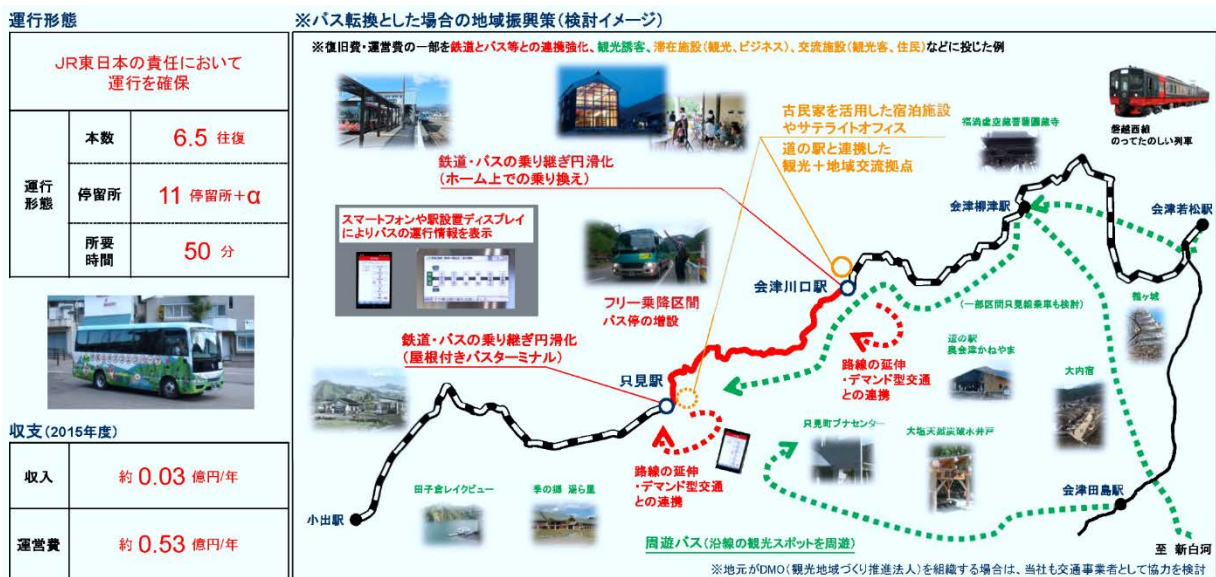 運行形態
JR東日本の責任において
運行を確保
運行
形態
本数
6.5 往復
停留所
11 停留所+α
所要
時間
50 分
収支(2015年度)
収入
約 0.03 億円/年
運営費
約 0.53 億円/年
※バス転換とした場合の地域振興策(検討イメージ)
※復旧費・運営費の一部を鉄道とバス等との連携強化、観光誘客、滞在施設(観光、ビジネス)、交流施設(観光客、住民)などに投じた例
古民家を活用した宿泊施設
やサテライトオフィス
道の駅と連携した
観光+地域交流拠点
福満虚空蔵菩薩圓蔵寺
磐越西線
のってたのしい列車
鉄道・バスの乗り継ぎ円滑化
(ホーム上での乗り換え)
スマートフォンや駅設置ディスプレイ
によりバスの運行情報を表示
会津柳津駅
会津若松駅
会津川口駅
フリー乗降区間
バス停の増設
(一部区間只見線乗車も検討)
鶴ヶ城
鉄道・バスの乗り継ぎ円滑化
(屋根付きバスターミナル)
道の駅
奥会津かねやま
大内宿
只見駅
路線の延伸
・デマンド型交通
との連携
只見町ブナセンター
大塩天然炭酸水井戸
路線の延伸
・デマンド型交通
との連携
田子倉レイクビュー
季の郷 湯ら里
会津田島駅
小出駅
周遊バス(沿線の観光スポットを周遊)
至 新白河
※地元がDMO(観光地域づくり推進法人)を組織する場合は、当社も交通事業者として協力を検討